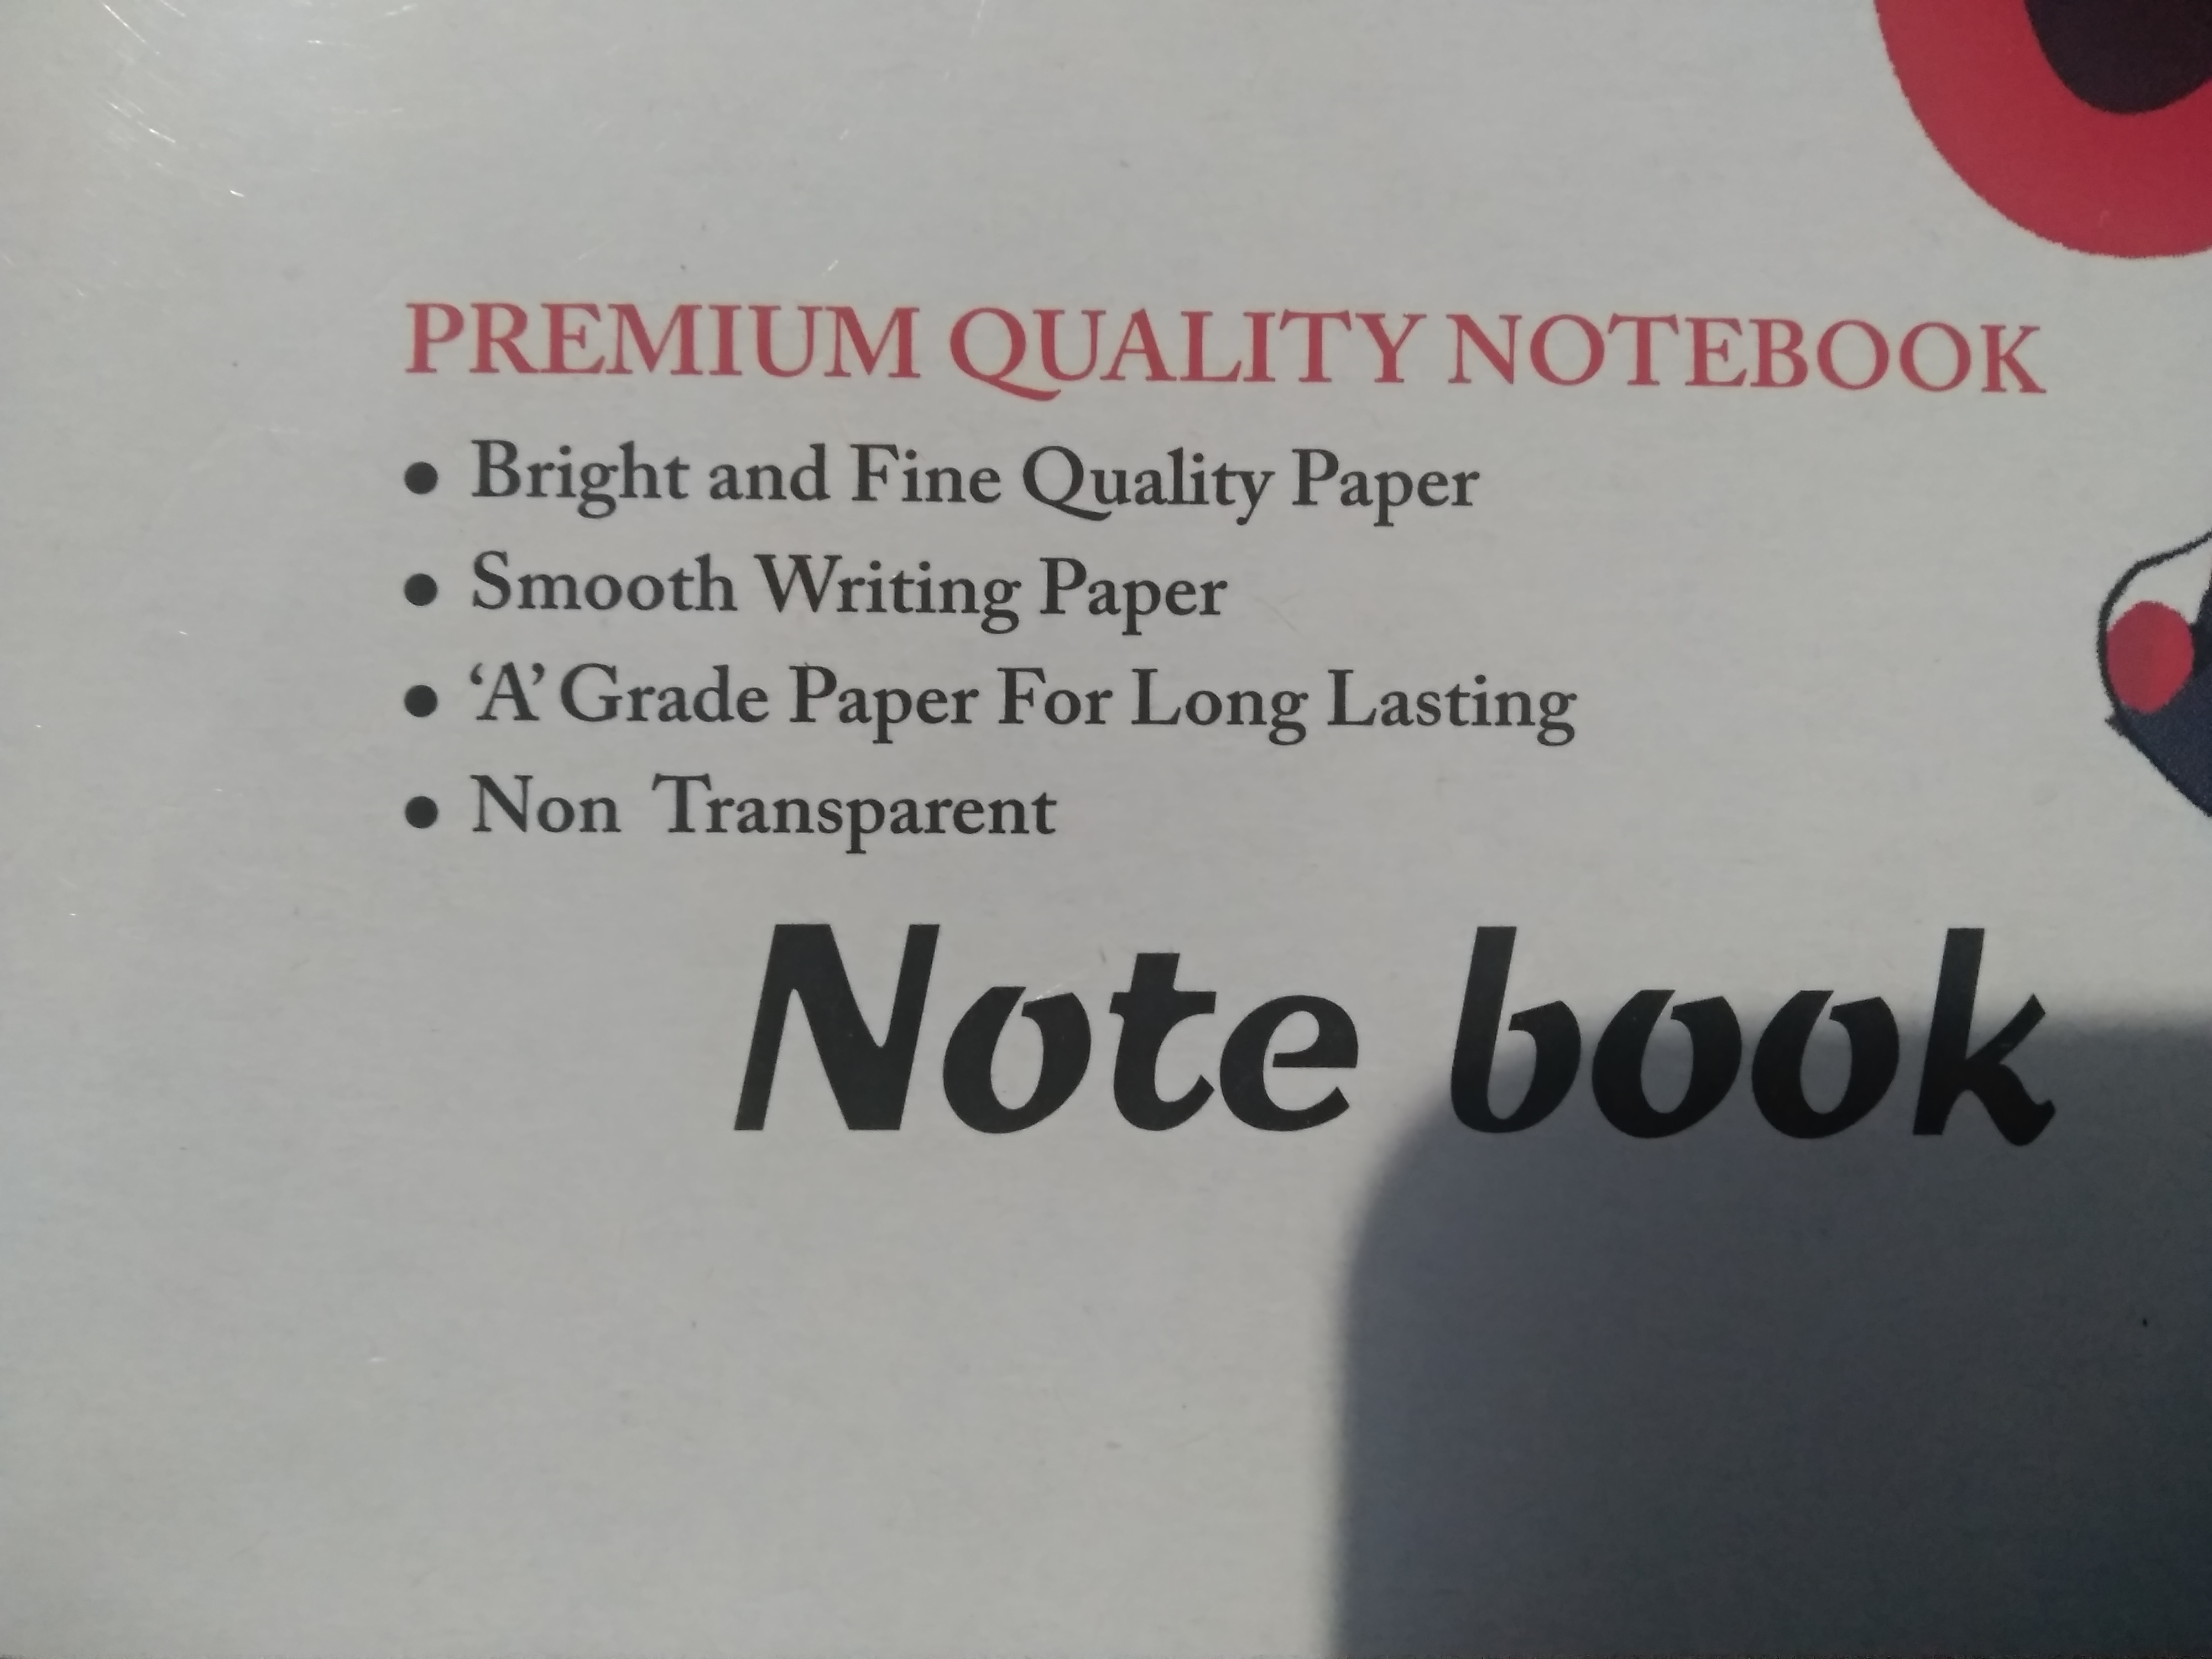 PREMIUM QUALITY NOTEBOOK
• Bright and Fine Quality Paper
• Smooth Writing Paper
• ‘A’ Grade Paper For Long Lasting
• Non Transparent
Note book